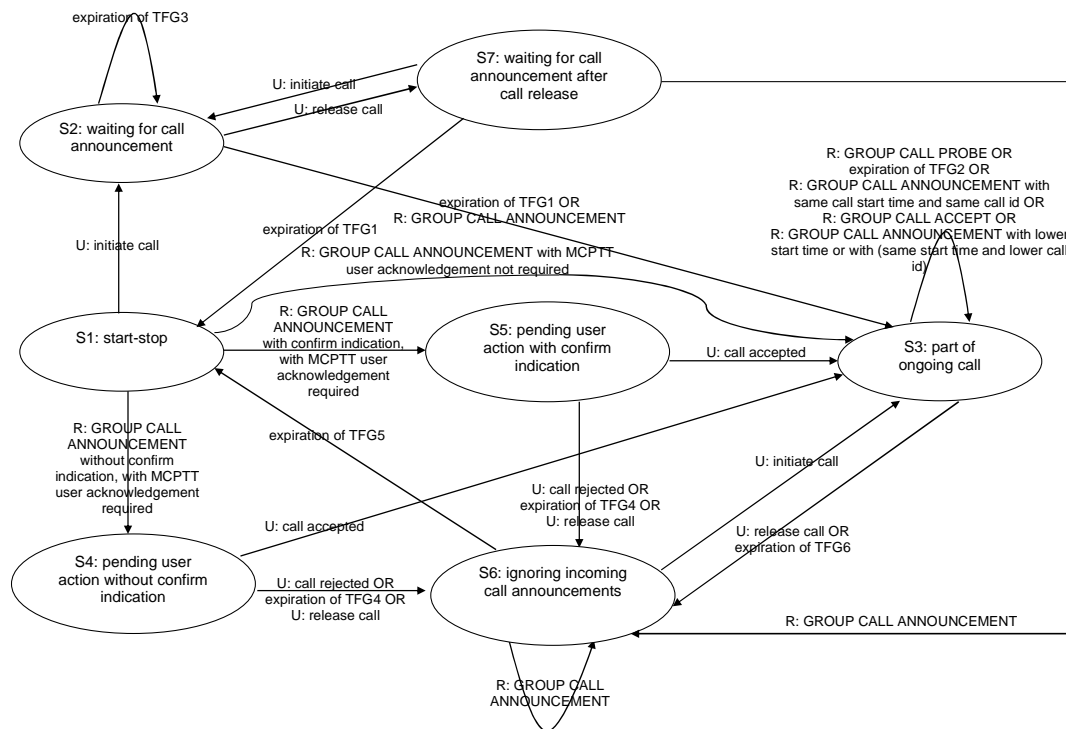 expiration of TFG3
S7: waiting for call
announcement after
call release
U: initiate call
U: release call
S2: waiting for call
announcement
R: GROUP CALL PROBE OR
expiration of TFG2 OR
R: GROUP CALL ANNOUNCEMENT with
same call start time and same call id OR
R: GROUP CALL ACCEPT OR
R: GROUP CALL ANNOUNCEMENT with lower
start time or with (same start time and lower call
id)
expiration of TFG1 OR
R: GROUP CALL ANNOUNCEMENT
expiration of TFG1
U: initiate call
R: GROUP CALL ANNOUNCEMENT with MCPTT
user acknowledgement not required
S1: start-stop
R: GROUP CALL
ANNOUNCEMENT
with confirm indication,
with MCPTT user
acknowledgement
required
S5: pending user
action with confirm
indication
U: call accepted
S3: part of
ongoing call
R: GROUP CALL
ANNOUNCEMENT
without confirm
indication, with MCPTT
user acknowledgement
required
expiration of TFG5
U: initiate call
U: call rejected OR
expiration of TFG4 OR
U: release call
U: call accepted
U: release call OR
expiration of TFG6
S4: pending user
action without confirm
indication
U: call rejected OR
expiration of TFG4 OR
U: release call
S6: ignoring incoming
call announcements
R: GROUP CALL ANNOUNCEMENT
R: GROUP CALL
ANNOUNCEMENT